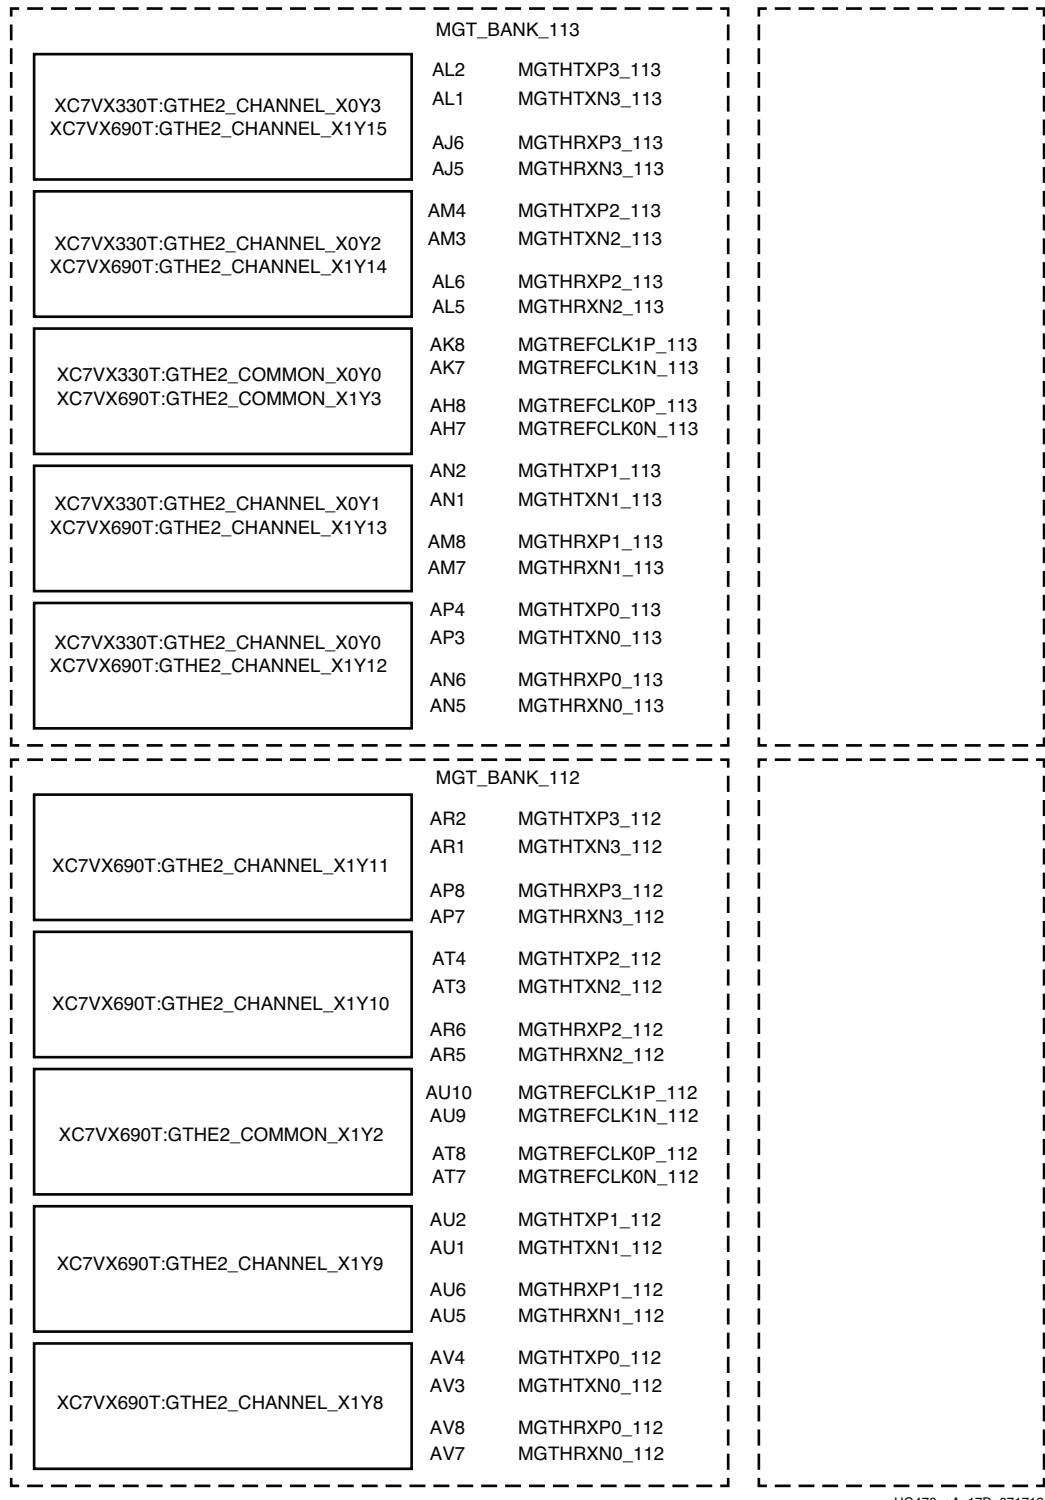 MGT_BANK_113
XC7VX330T:GTHE2_CHANNEL_X0Y3
XC7VX690T:GTHE2_CHANNEL_X1Y15
AL2 MGTHTXP3_113
AL1 MGTHTXN3_113
AJ6 MGTHRXP3_113
AJ5 MGTHRXN3_113
XC7VX330T:GTHE2_CHANNEL_X0Y2
XC7VX690T:GTHE2_CHANNEL_X1Y14
AM4 MGTHTXP2_113
AM3 MGTHTXN2_113
AL6 MGTHRXP2_113
AL5 MGTHRXN2_113
XC7VX330T:GTHE2_COMMON_X0Y0
XC7VX690T:GTHE2_COMMON_X1Y3
AK8 MGTREFCLK1P_113
AK7 MGTREFCLK1N_113
AH8 MGTREFCLK0P_113
AH7 MGTREFCLK0N_113
XC7VX330T:GTHE2_CHANNEL_X0Y1
XC7VX690T:GTHE2_CHANNEL_X1Y13
AN2 MGTHTXP1_113
AN1 MGTHTXN1_113
AM8 MGTHRXP1_113
AM7 MGTHRXN1_113
XC7VX330T:GTHE2_CHANNEL_X0Y0
XC7VX690T:GTHE2_CHANNEL_X1Y12
AP4 MGTHTXP0_113
AP3 MGTHTXN0_113
AN6 MGTHRXP0_113
AN5 MGTHRXN0_113
MGT_BANK_112
XC7VX690T:GTHE2_CHANNEL_X1Y11
AR2 MGTHTXP3_112
AR1 MGTHTXN3_112
AP8 MGTHRXP3_112
AP7 MGTHRXN3_112
XC7VX690T:GTHE2_CHANNEL_X1Y10
AT4 MGTHTXP2_112
AT3 MGTHTXN2_112
AR6 MGTHRXP2_112
AR5 MGTHRXN2_112
XC7VX690T:GTHE2_COMMON_X1Y2
AU10 MGTREFCLK1P_112
AU9 MGTREFCLK1N_112
AT8 MGTREFCLK0P_112
AT7 MGTREFCLK0N_112
XC7VX690T:GTHE2_CHANNEL_X1Y9
AU2 MGTHTXP1_112
AU1 MGTHTXN1_112
AU6 MGTHRXP1_112
AU5 MGTHRXN1_112
XC7VX690T:GTHE2_CHANNEL_X1Y8
AV4 MGTHTXP0_112
AV3 MGTHTXN0_112
AV8 MGTHRXP0_112
AV7 MGTHRXN0_112